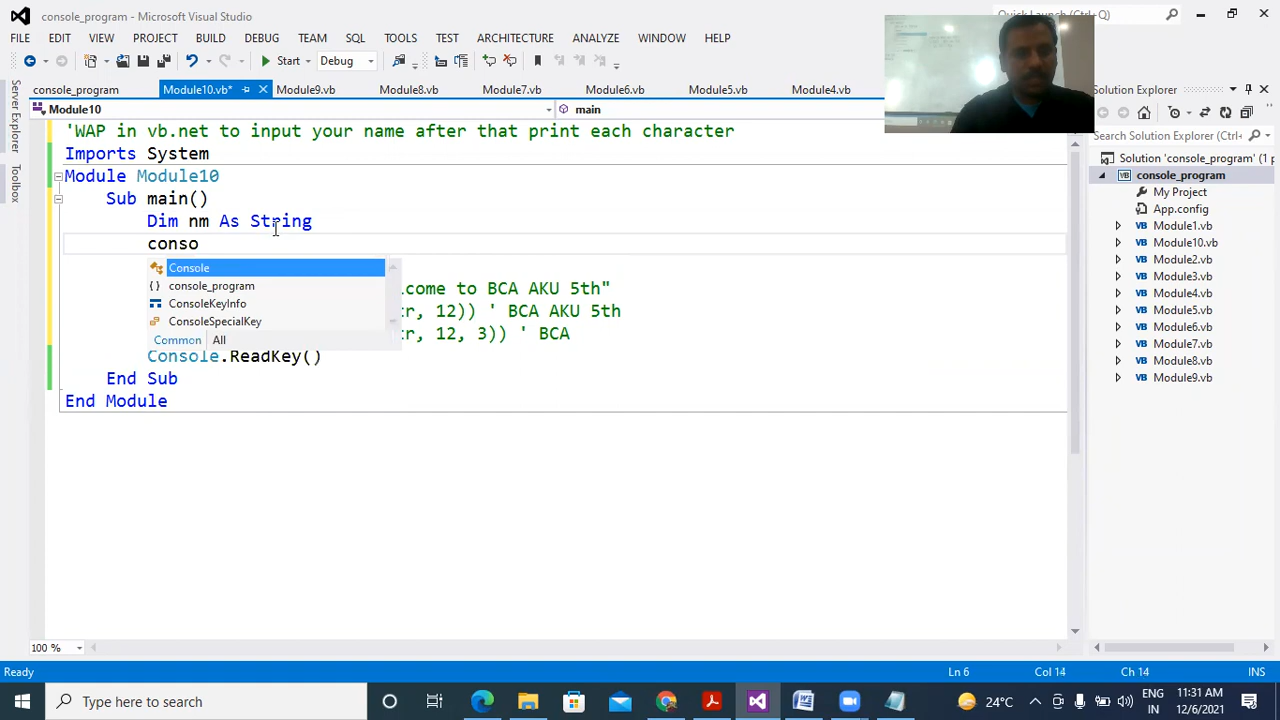 console_program - Microsoft Visual Studio
Quick Launch (Ctrl+Q)
FILE EDIT VIEW PROJECT BUILD DEBUG TEAM TOOLS TEST ARCHITECTURE ANALYZE WINDOW HELP
Start Debug
console_program Module10.vb* Module9.vb Module8.vb Module7.vb Module6.vb Module5.vb Module4.vb
Solution Explorer
Module10 main
Server Explorer
Toolbox
Search Solution Explorer (Ctrl+
Solution 'console_program' (1 p
console_program
My Project
App.config
Module1.vb
Module10.vb
Module2.vb
Module3.vb
Module4.vb
Module5.vb
Module6.vb
Module7.vb
Module8.vb
Module9.vb
'WAP in vb.net to input your name after that print each character
Imports System
Module Module10
Sub main()
Dim nm As String
conso
Console
console_program
ConsoleKeyInfo
ConsoleSpecialKey
Common All
lcome to BCA AKU 5th"
r, 12)) ' BCA AKU 5th
r, 12, 3)) ' BCA
Console.ReadKey()
End Sub
End Module
100 %
Ready Ln 6 Col 14 Ch 14 INS
Type here to search
24°C
ENG
IN
11:31 AM
12/6/2021